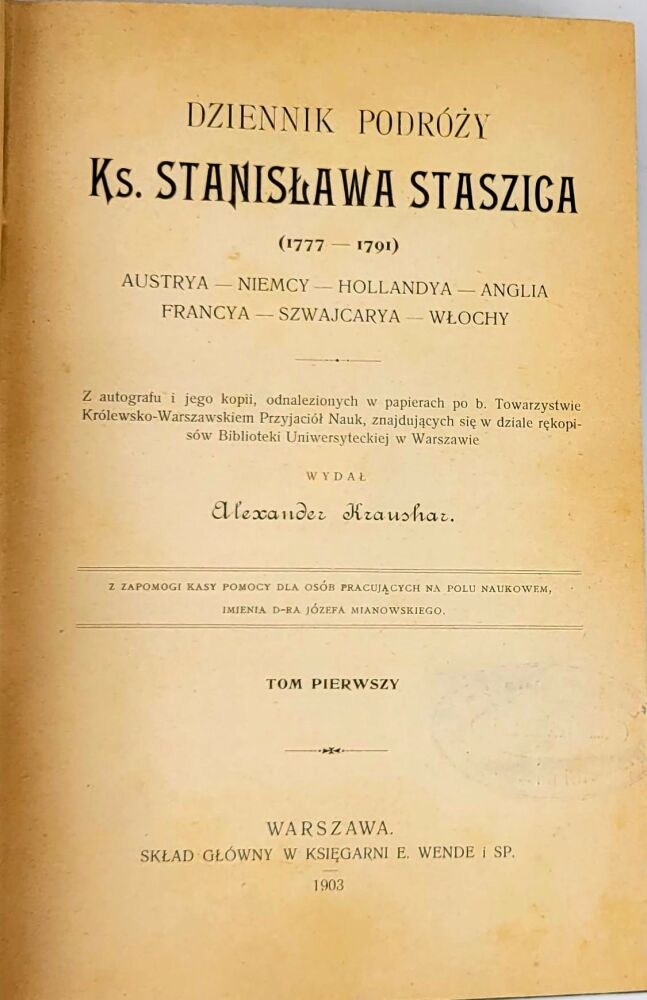 DZIENNIK PODRÓŻY
Ks. STANISŁAWA STASZICA
(1777 — 1791)
AUSTRYA — NIEMCY — HOLLANDYA — ANGLIA
FRANCYA — SZWAJCARYA — WŁOCHY
Z autografu i jego kopii, odnalezionych w papierach po b. Towarzystwie
Królewsko-Warszawskiem Przyjaciół Nauk, znajdujących się w dziale rękopi-
sów Biblioteki Uniwersyteckiej w Warszawie
WYDAŁ
Alexander Kraushar.
Z ZAPOMOGI KASY POMOCY DLA OSÓB PRACUJĄCYCH NA POLU NAUKOWEM,
IMIENIA D-RA JÓZEFA MIANOWSKIEGO.
TOM PIERWSZY
WARSZAWA.
SKŁAD GŁÓWNY W KSIĘGARNI E. WENDE i SP.
1903